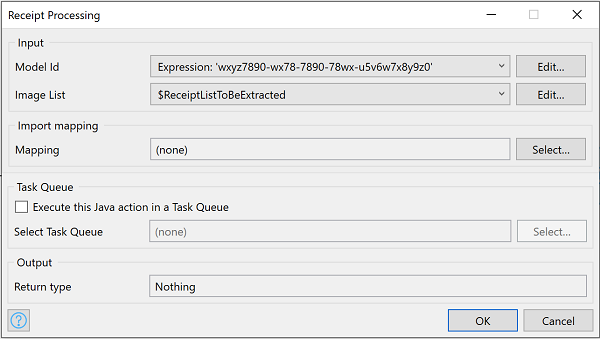 Receipt Processing
Input
Model Id Expression: 'wxyz7890-wx78-7890-78wx-u5v6w7x8y9z0' Edit...
Image List $ReceiptListToBeExtracted Edit...
Import mapping
Mapping (none) Select...
Task Queue
Execute this Java action in a Task Queue
Select Task Queue (none) Select...
Output
Return type Nothing
? OK Cancel